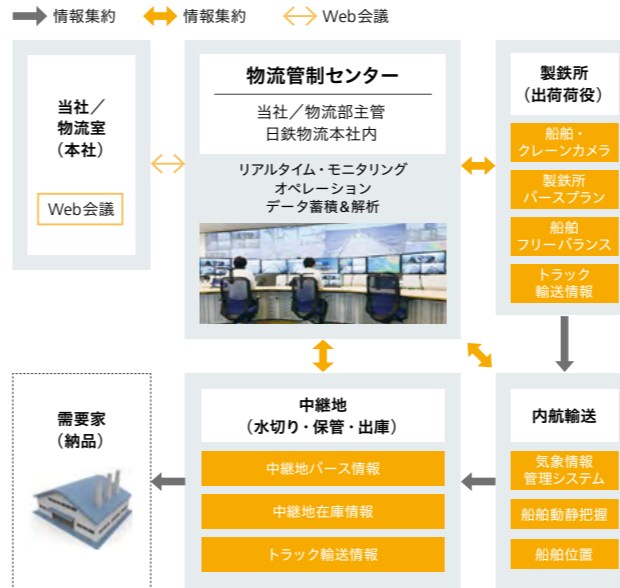 情報集約
情報集約
Web会議
当社／
物流室
（本社）
Web会議
物流管制センター
当社／物流部主管
日鉄物流本社内
リアルタイム・モニタリング
オペレーション
データ蓄積&解析
製鉄所
（出荷荷役）
船舶・
クレーンカメラ
製鉄所
バースプラン
船舶
フリーバランス
トラック
輸送情報
需要家
（納品）
中継地
（水切り・保管・出庫）
中継地バース情報
中継地在庫情報
トラック輸送情報
内航輸送
気象情報
管理システム
船舶動静把握
船舶位置